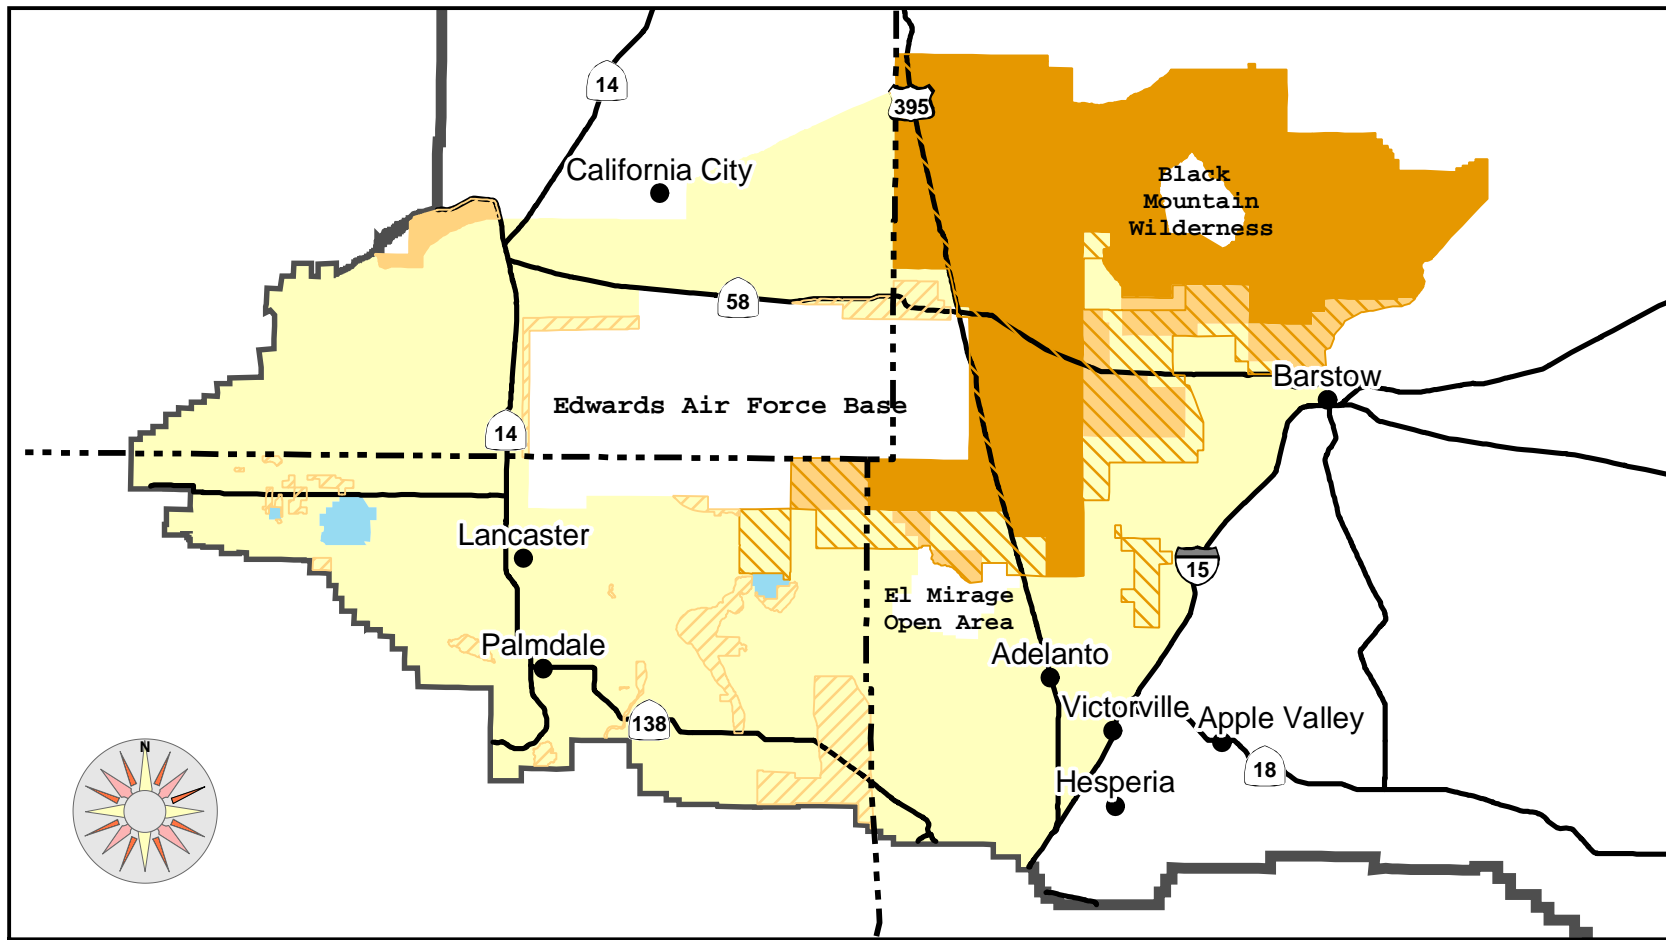 14
395
California City
Black
Mountain
Wilderness
58
Barstow
Edwards Air Force Base
14
Lancaster
15
El Mirage
Open Area
Palmdale
Adelanto
138
Victorville
Apple Valley
18
Hesperia
N